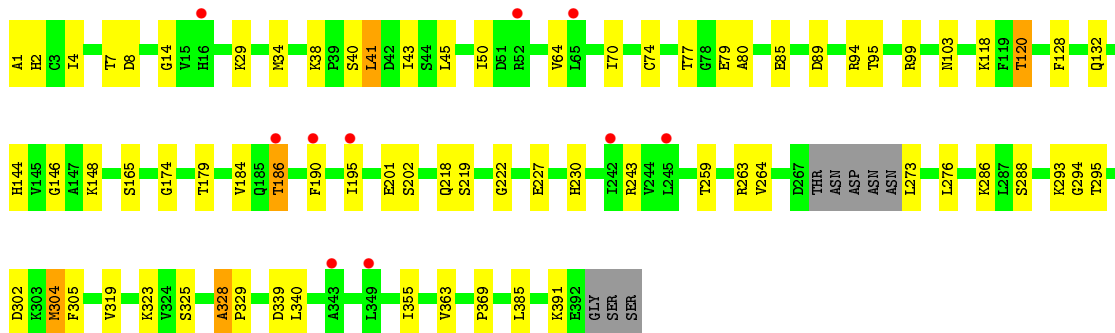 A1 H2 C3 I4 T7 D8 G14 V15 H16 K29 M34 K38 P39 S40 L41 D42 I43 S44 L45 I50 D51 R52 V64 L65 I70 C74 T77 G78 E79 A80 E85 D89 R94 T95 R99 N103 K118 F119 T120 F128 Q132
H144 V145 G146 A147 K148 S165 G174 T179 V184 Q185 T186 F190 I195 E201 S202 Q218 S219 G222 E227 H230 I242 R243 V244 L245 T259 R263 V264 D267 THR ASN ASP ASN ASN L273 L276 K286 L287 S288 K293 G294 T295
D302 K303 M304 F305 V319 K323 V324 S325 A328 P329 D339 L340 A343 L349 I355 V363 P369 L385 K391 E392 GLY SER SER